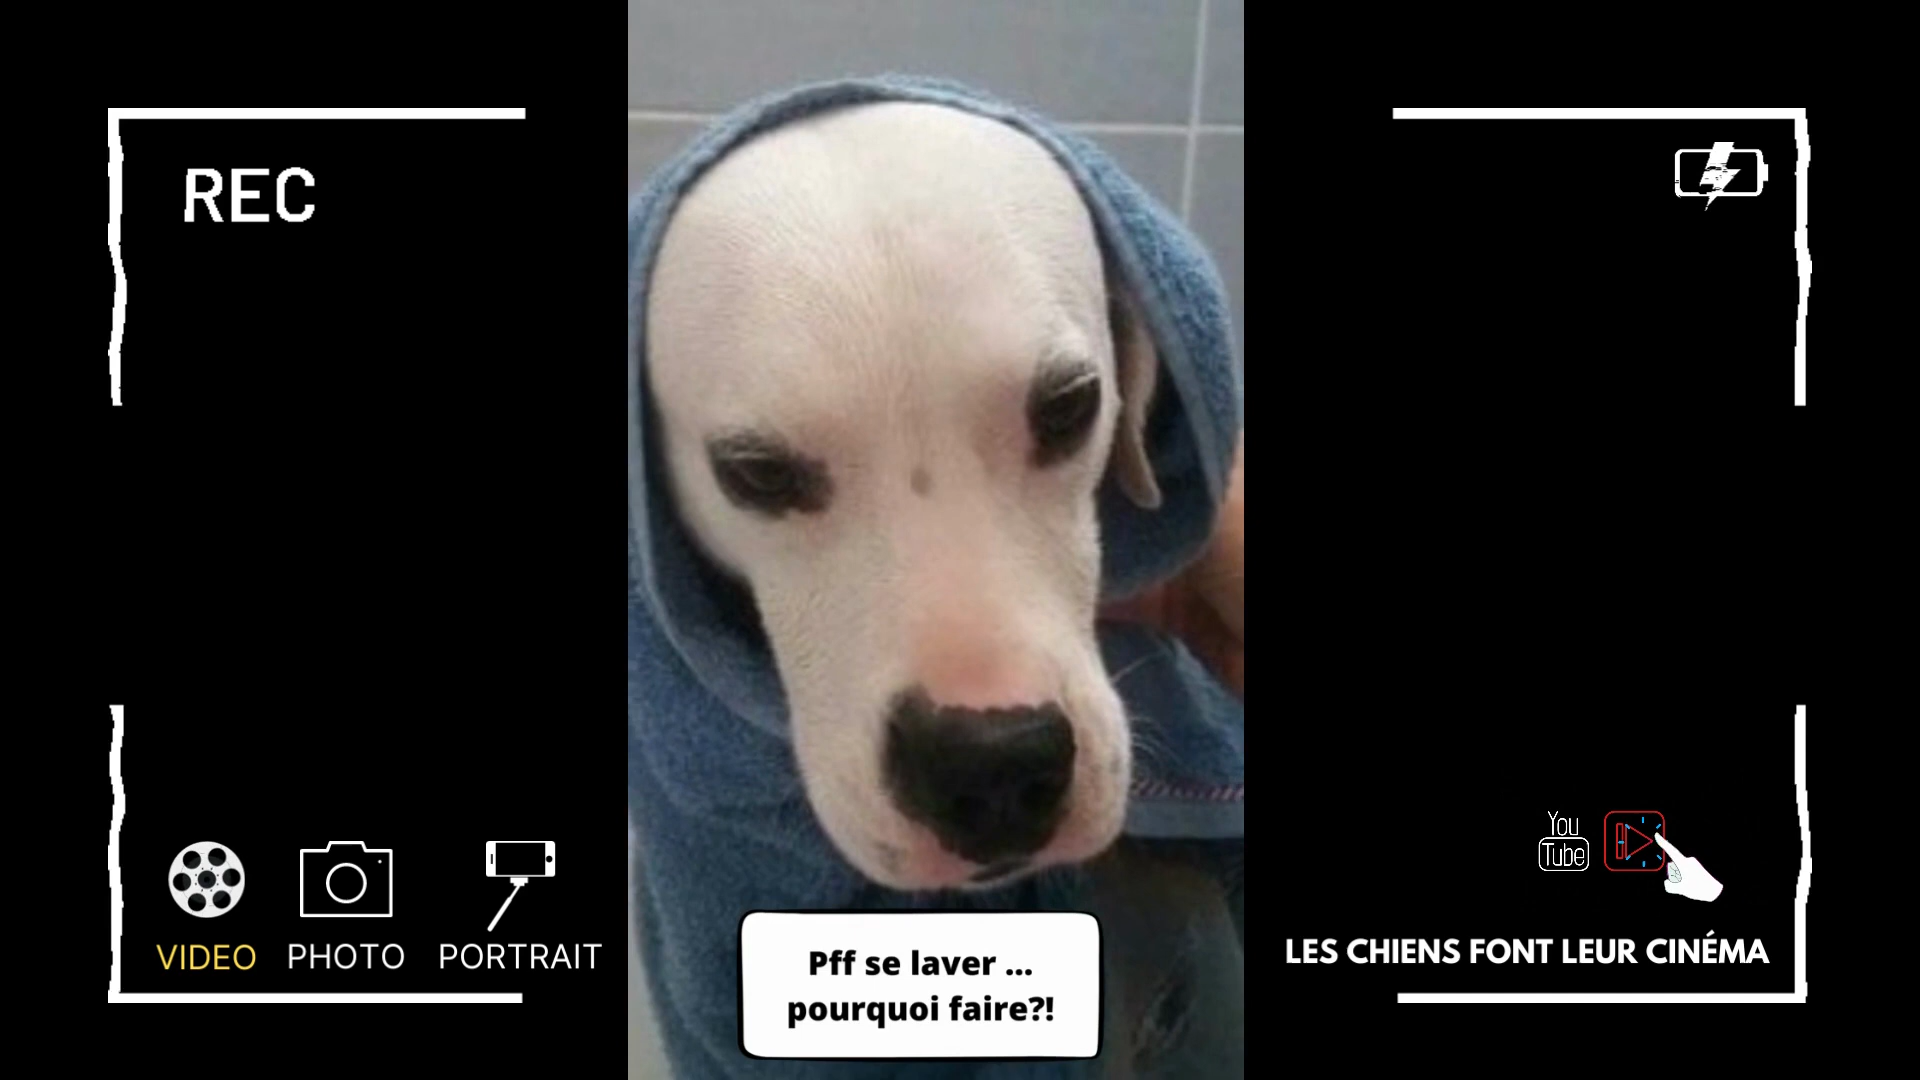 REC
VIDEO
PHOTO
PORTRAIT
Pff se laver ...
pourquoi faire?!
You
Tube
LES CHIENS FONT LEUR CINÉMA